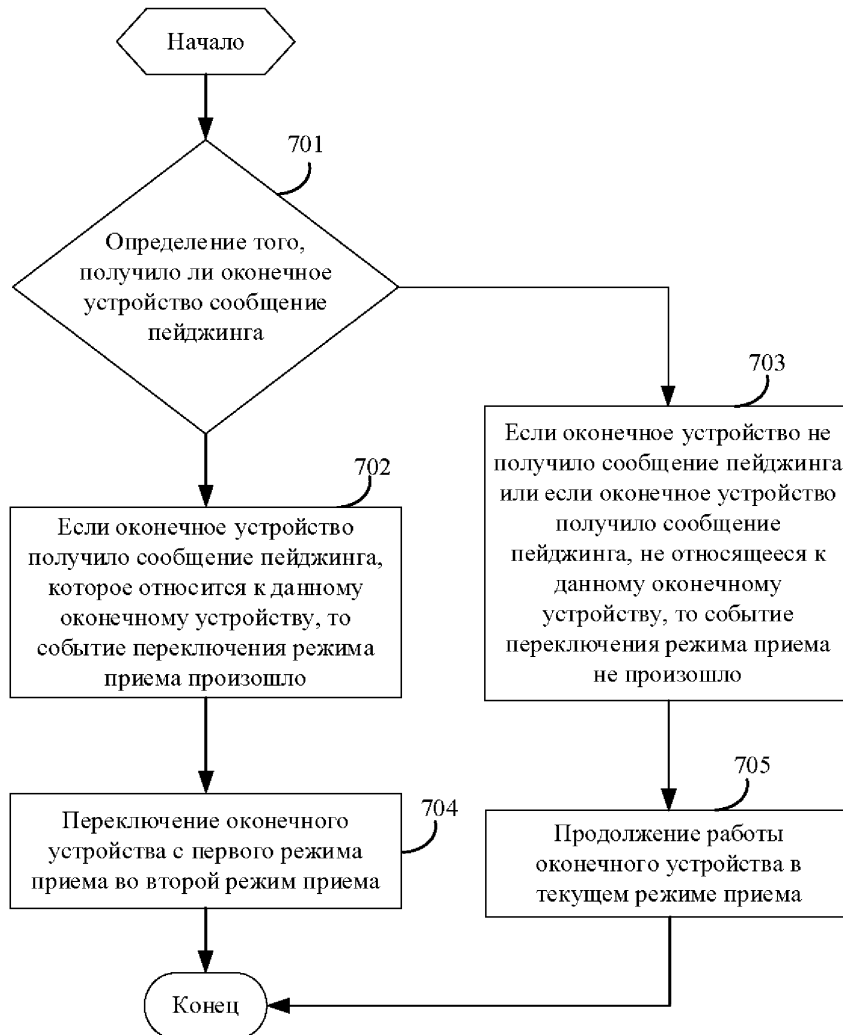 Начало
701
Определение того,
получило ли оконечное
устройство сообщение
пейджинга
702
Если оконечное устройство
получило сообщение пейджинга,
которое относится к данному
оконечному устройству, то
событие переключения режима
приема произошло
703
Если оконечное устройство не
получило сообщение пейджинга
или если оконечное устройство
получило сообщение
пейджинга, не относящееся к
данному оконечному
устройству, то событие
переключения режима приема
не произошло
704
Переключение оконечного
устройства с первого режима
приема во второй режим приема
705
Продолжение работы
оконечного устройства в
текущем режиме приема
Конец